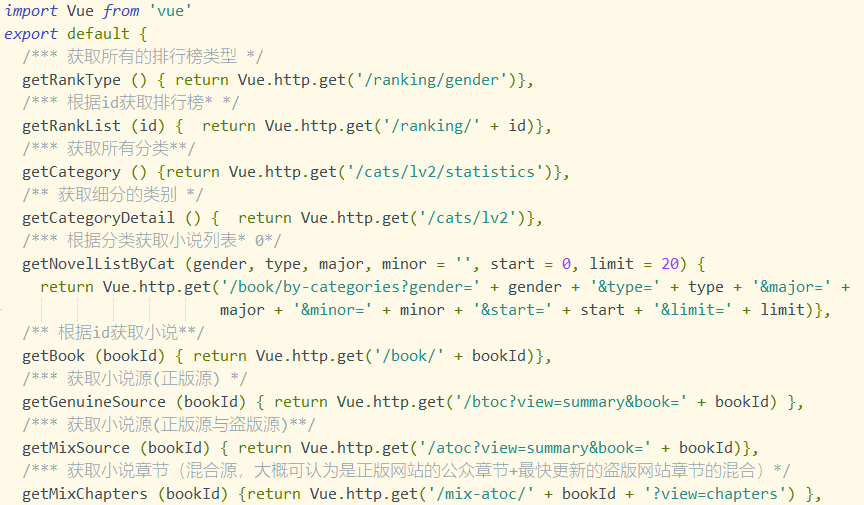 import Vue from 'vue'
export default {
/*** 获取所有的排行榜类型 */
getRankType () { return Vue.http.get('/ranking/gender')},
/*** 根据id获取排行榜* */
getRankList (id) {  return Vue.http.get('/ranking/' + id)},
/*** 获取所有分类**/
getCategory () {return Vue.http.get('/cats/lv2/statistics')},
/** 获取细分的类别 */
getCategoryDetail () {  return Vue.http.get('/cats/lv2')},
/*** 根据分类获取小说列表* 0*/
getNovelListByCat (gender, type, major, minor = '', start = 0, limit = 20) {
return Vue.http.get('/book/by-categories?gender=' + gender + '&type=' + type + '&major=' +
major + '&minor=' + minor + '&start=' + start + '&limit=' + limit)},
/** 根据id获取小说**/
getBook (bookId) { return Vue.http.get('/book/' + bookId)},
/*** 获取小说源(正版源) */
getGenuineSource (bookId) { return Vue.http.get('/btoc?view=summary&book=' + bookId) },
/*** 获取小说源(正版源与盗版源)**/
getMixSource (bookId) { return Vue.http.get('/atoc?view=summary&book=' + bookId)},
/*** 获取小说章节（混合源，大概可认为是正版网站的公众章节+最快更新的盗版网站章节的混合）*/
getMixChapters (bookId) {return Vue.http.get('/mix-atoc/' + bookId + '?view=chapters') },